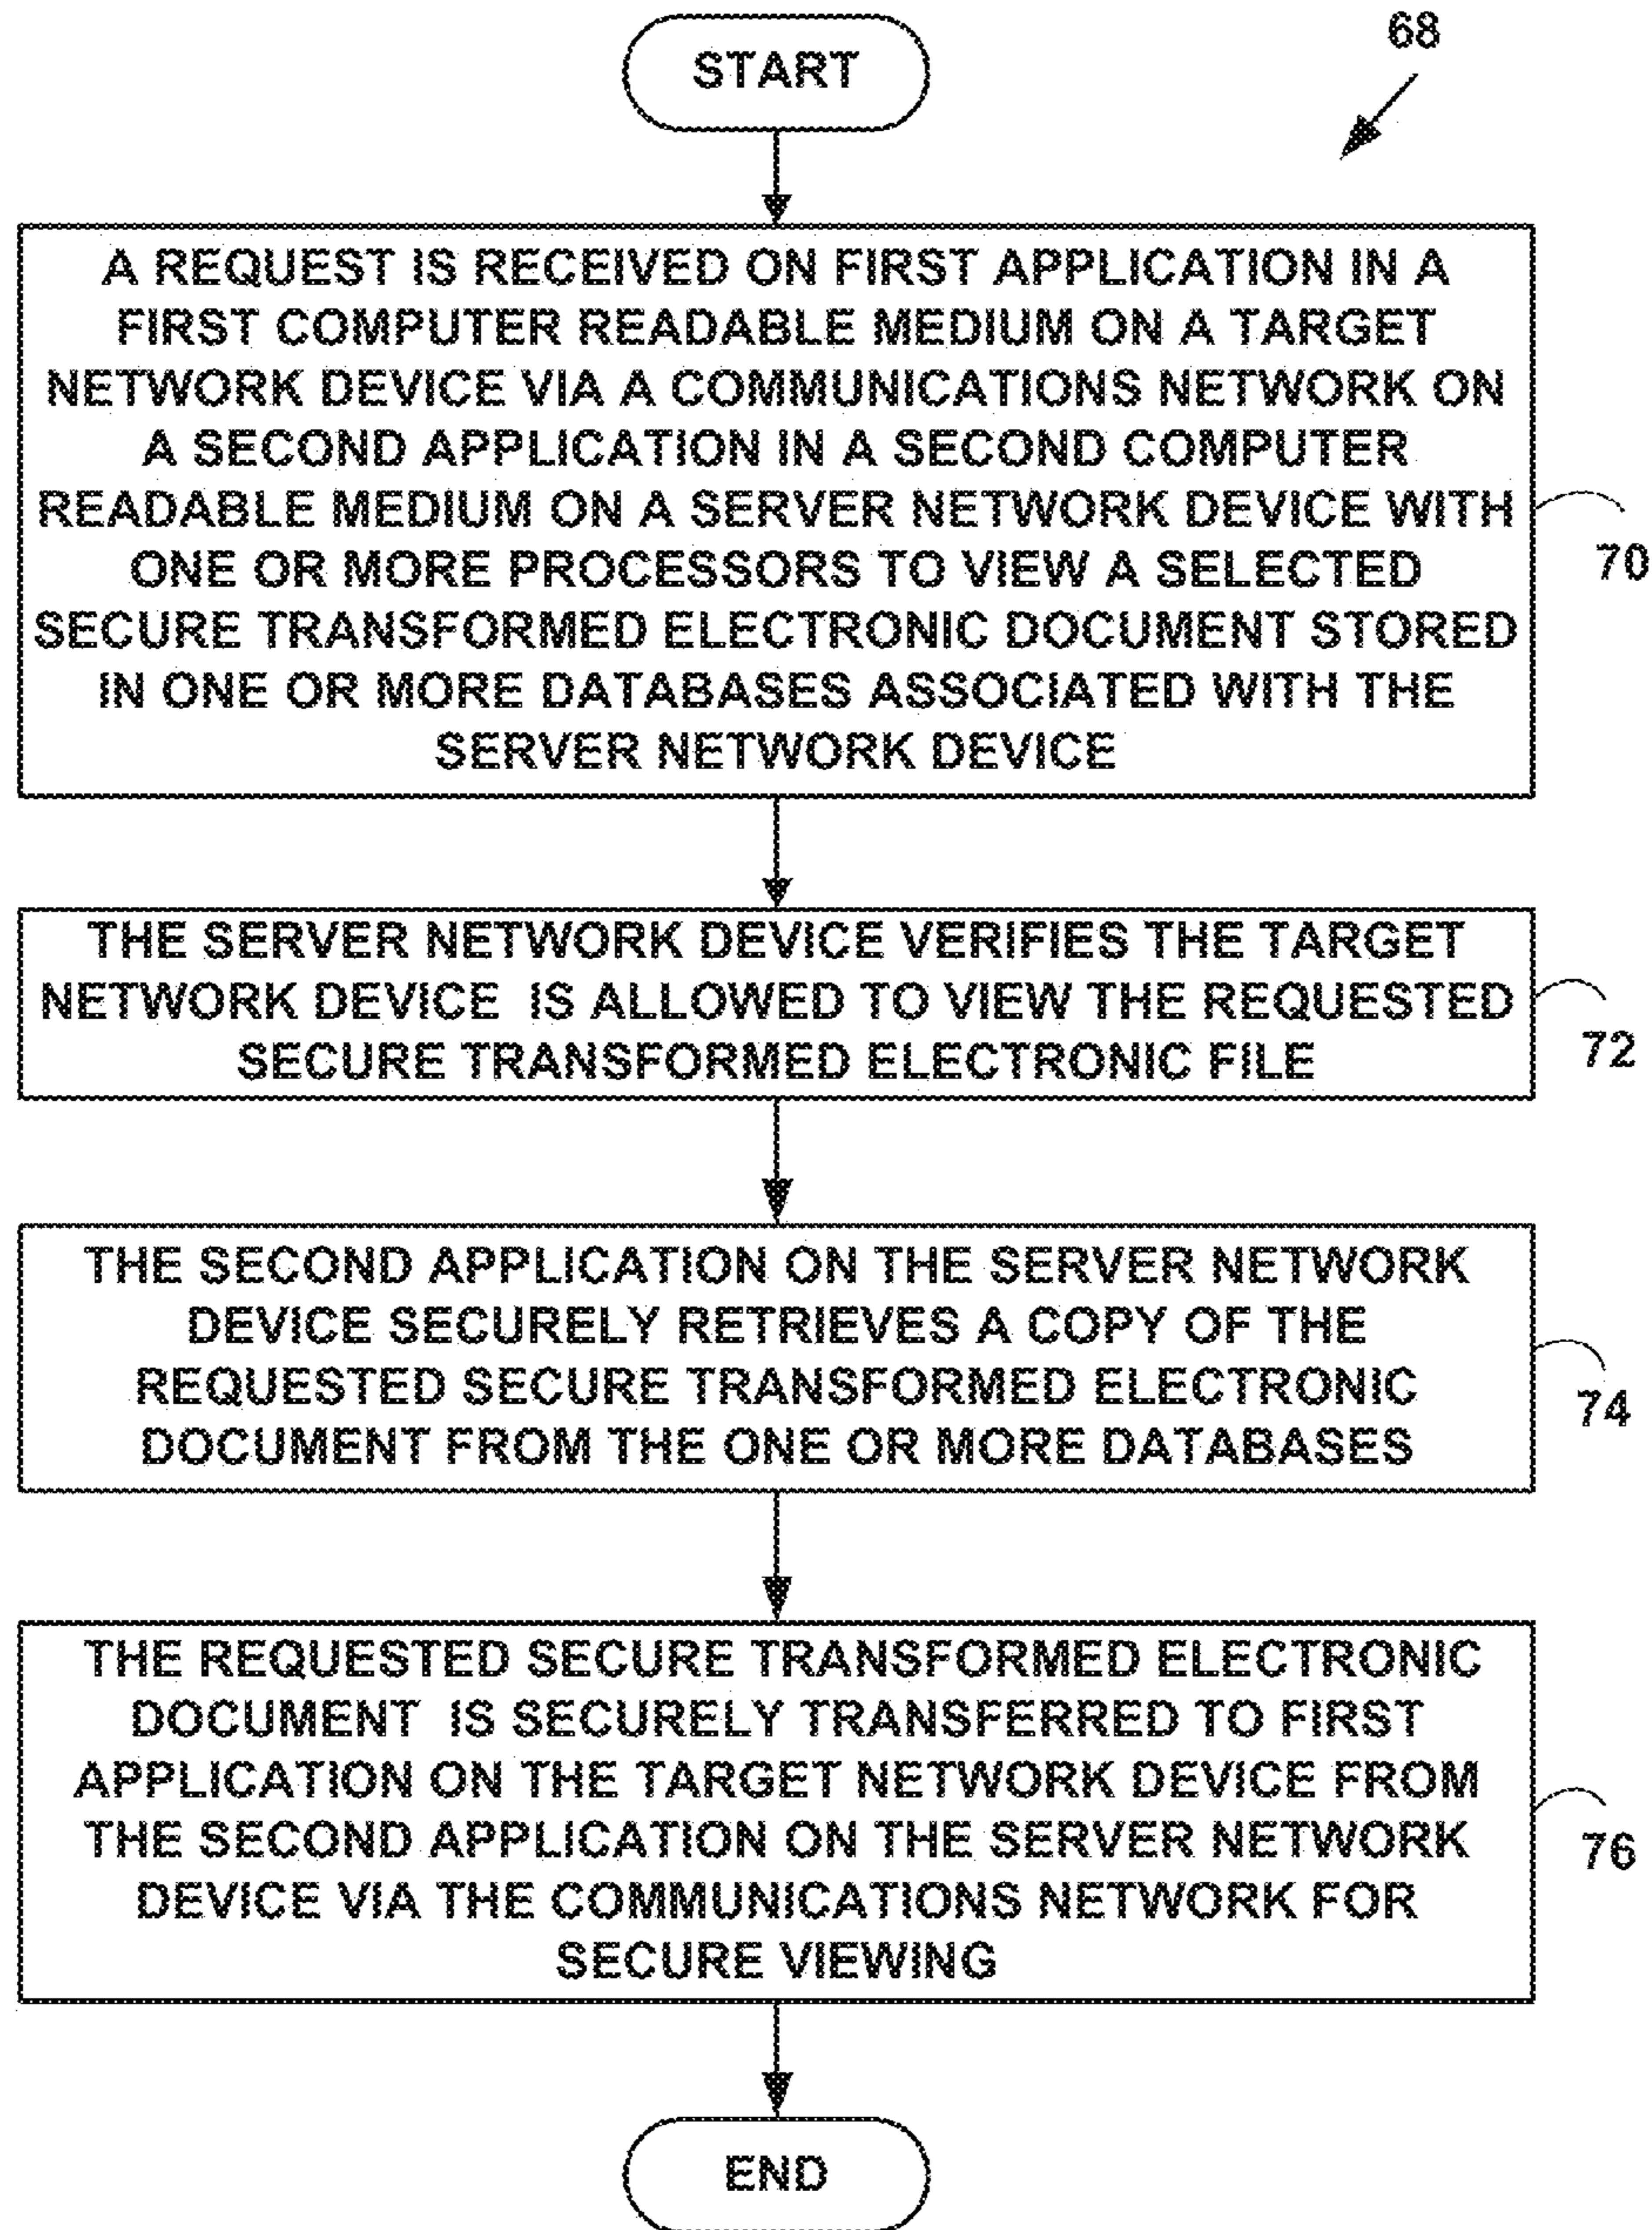 START
68
A REQUEST IS RECEIVED ON FIRST APPLICATION IN A
FIRST COMPUTER READABLE MEDIUM ON A TARGET
NETWORK DEVICE VIA A COMMUNICATIONS NETWORK ON
A SECOND APPLICATION IN A SECOND COMPUTER
READABLE MEDIUM ON A SERVER NETWORK DEVICE WITH
ONE OR MORE PROCESSORS TO VIEW A SELECTED
SECURE TRANSFORMED ELECTRONIC DOCUMENT STORED
IN ONE OR MORE DATABASES ASSOCIATED WITH THE
SERVER NETWORK DEVICE
70
THE SERVER NETWORK DEVICE VERIFIES THE TARGET
NETWORK DEVICE IS ALLOWED TO VIEW THE REQUESTED
SECURE TRANSFORMED ELECTRONIC FILE
72
THE SECOND APPLICATION ON THE SERVER NETWORK
DEVICE SECURELY RETRIEVES A COPY OF THE
REQUESTED SECURE TRANSFORMED ELECTRONIC
DOCUMENT FROM THE ONE OR MORE DATABASES
74
THE REQUESTED SECURE TRANSFORMED ELECTRONIC
DOCUMENT IS SECURELY TRANSFERRED TO FIRST
APPLICATION ON THE TARGET NETWORK DEVICE FROM
THE SECOND APPLICATION ON THE SERVER NETWORK
DEVICE VIA THE COMMUNICATIONS NETWORK FOR
SECURE VIEWING
76
END